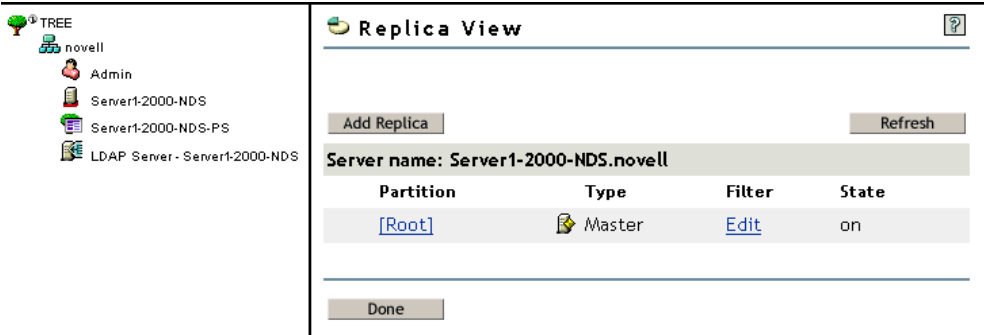 TREE
novell
Admin
Server1-2000-NDS
Server1-2000-NDS-PS
LDAP Server - Server1-2000-NDS
Replica View
?
Add Replica
Refresh
Server name: Server1-2000-NDS.novell
Partition Type Filter State
[Root] Master Edit on
Done